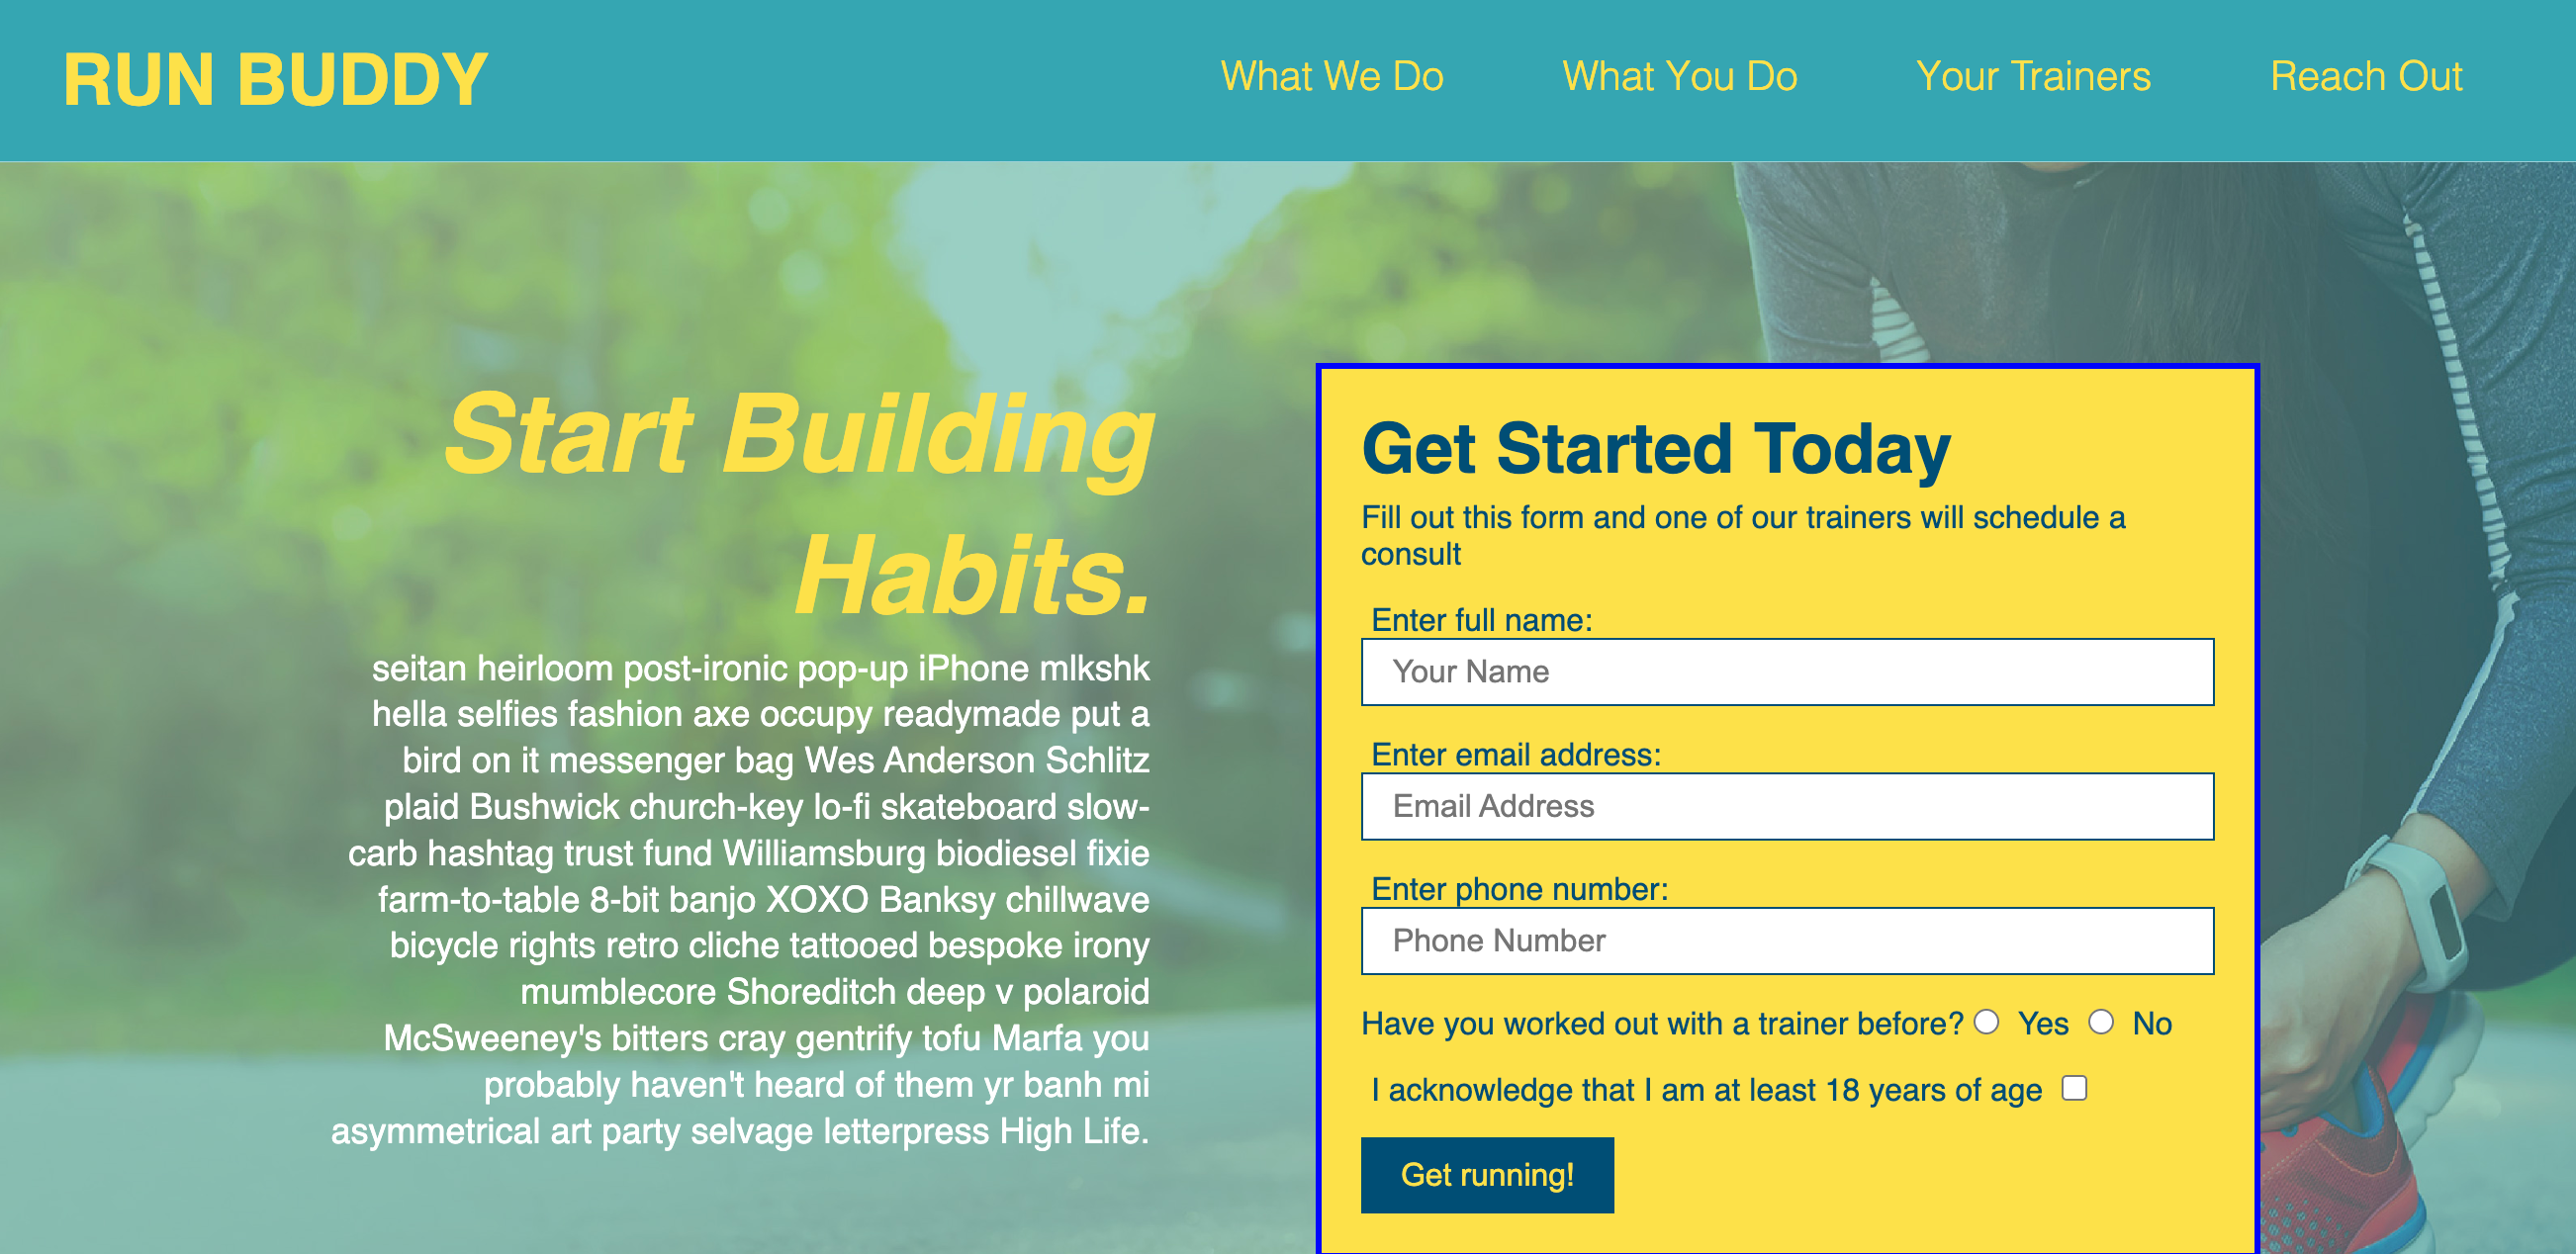 RUN BUDDY
What We Do What You Do Your Trainers Reach Out
Start Building
Habits.
seitan heirloom post-ironic pop-up iPhone mlkshk
hella selfies fashion axe occupy readymade put a
bird on it messenger bag Wes Anderson Schlitz
plaid Bushwick church-key lo-fi skateboard slow-
carb hashtag trust fund Williamsburg biodiesel fixie
farm-to-table 8-bit banjo XOXO Banksy chillwave
bicycle rights retro cliche tattooed bespoke irony
mumblecore Shoreditch deep v polaroid
McSweeney's bitters cray gentrify tofu Marfa you
probably haven't heard of them yr banh mi
asymmetrical art party selvage letterpress High Life.
Get Started Today
Fill out this form and one of our trainers will schedule a
consult
Enter full name:
Your Name
Enter email address:
Email Address
Enter phone number:
Phone Number
Have you worked out with a trainer before? Yes No
I acknowledge that I am at least 18 years of age
Get running!